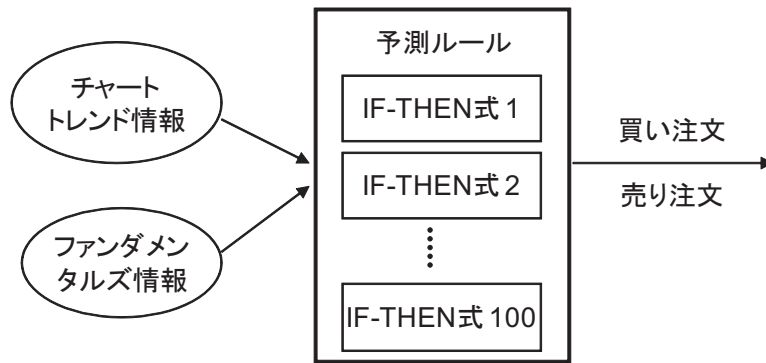 チャート
トレンド情報
ファンダメン
タルズ情報
予測ルール
IF-THEN式 1
IF-THEN式 2
IF-THEN式 100
買い注文
売り注文